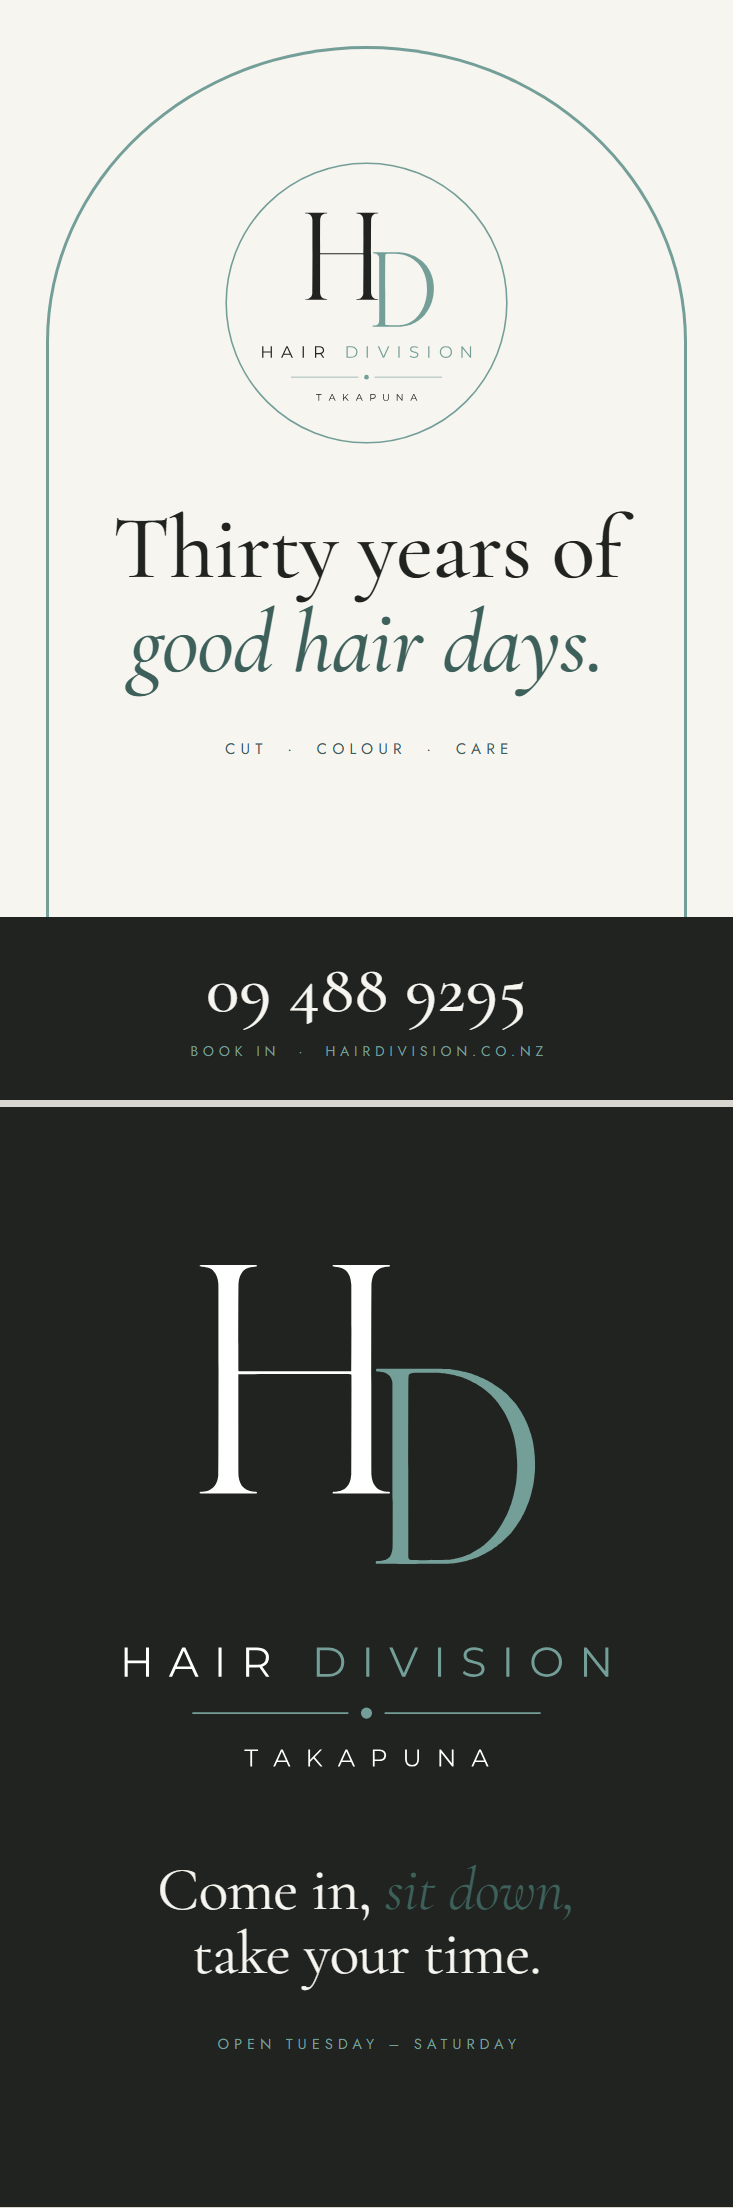 HD
HAIR DIVISION
TAKAPUNA
Thirty years of
good hair days.
CUT · COLOUR · CARE
09 488 9295
BOOK IN · HAIRDIVISION.CO.NZ
HD
HAIR DIVISION
TAKAPUNA
Come in, sit down,
take your time.
OPEN TUESDAY – SATURDAY